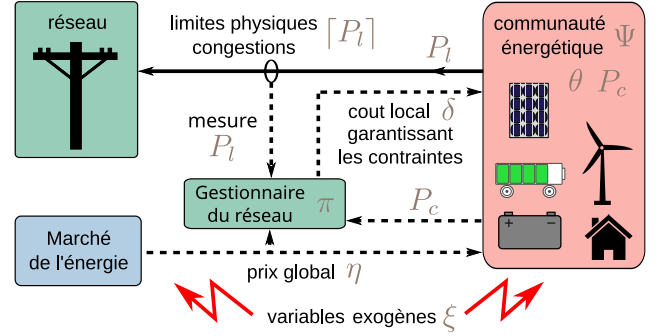 réseau
limites physiques
congestions ⌈P_l⌉
P_l
communauté
énergétique Ψ
θ P_c
mesure
P_l
cout local δ
garantissant
les contraintes
Gestionnaire
du réseau π
P_c
+ −
Marché
de l'énergie
prix global η
variables exogènes ξ